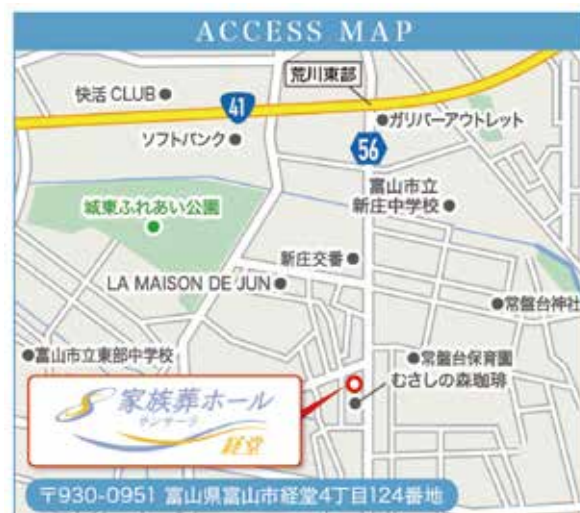 ACCESS MAP
荒川東部
快活 CLUB
41
ガリバーアウトレット
ソフトバンク
56
富山市立
新庄中学校
城東ふれあい公園
新庄交番
LA MAISON DE JUN
常盤台神社
富山市立東部中学校
常盤台保育園
むさしの森珈琲
家族葬ホール
サンサーラ
経堂
〒930-0951 富山県富山市経堂4丁目124番地